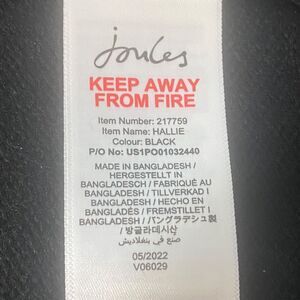 joules
KEEP AWAY
FROM FIRE
Item Number: 217759
Item Name: HALLIE
Colour: BLACK
P/O No: US1PO01032440
MADE IN BANGLADESH /
HERGESTELLT IN
BANGLADESCH / FABRIQUÉ AU
BANGLADESH / TILLVERKAD I
BANGLADESH / HECHO EN
BANGLADÉS / FREMSTILLET I
BANGLADESH / バングラデシュ製
/ 방글라데시산
صنع في بنغلاديش
05/2022
V06029